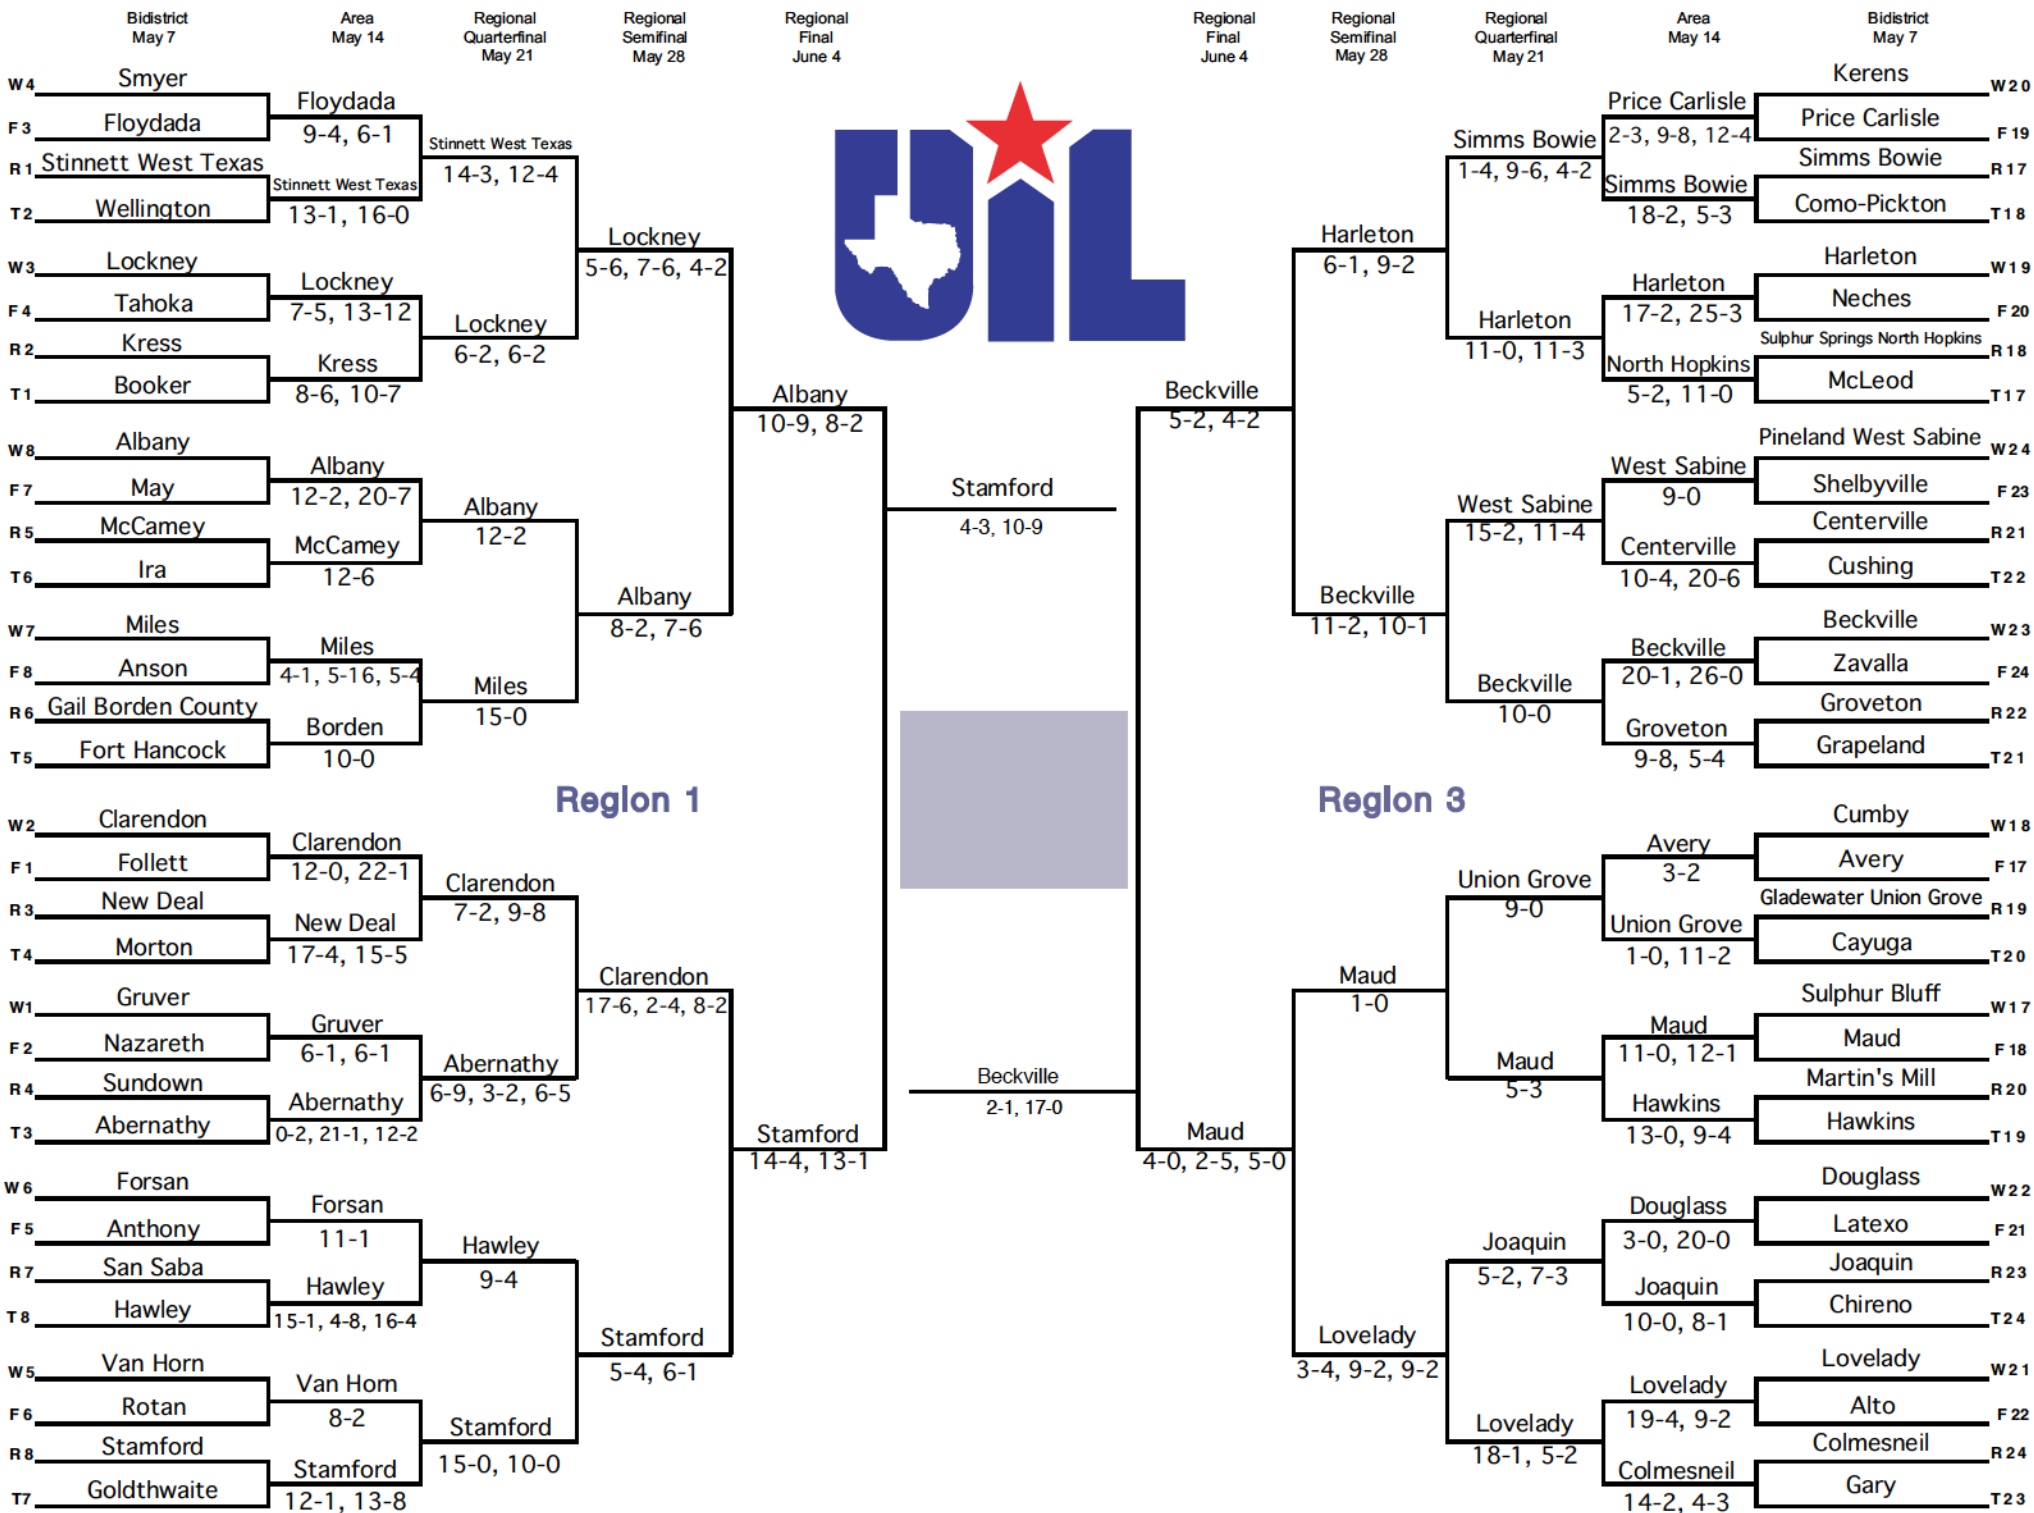 Bidistrict
May 7
Area
May 14
Regional
Quarterfinal
May 21
Regional
Semifinal
May 28
Regional
Final
June 4
Regional
Final
June 4
Regional
Semifinal
May 28
Regional
Quarterfinal
May 21
Area
May 14
Bidistrict
May 7
W4 Smyer
F3 Floydada
R1 Stinnett West Texas
T2 Wellington
W3 Lockney
F4 Tahoka
R2 Kress
T1 Booker
W8 Albany
F7 May
R5 McCamey
T6 Ira
W7 Miles
F8 Anson
R6 Gail Borden County
T5 Fort Hancock
W2 Clarendon
F1 Follett
R3 New Deal
T4 Morton
W1 Gruver
F2 Nazareth
R4 Sundown
T3 Abernathy
W6 Forsan
F5 Anthony
R7 San Saba
T8 Hawley
W5 Van Horn
F6 Rotan
R8 Stamford
T7 Goldthwaite
Floydada
9-4, 6-1
Stinnett West Texas
13-1, 16-0
Lockney
7-5, 13-12
Kress
8-6, 10-7
Albany
12-2, 20-7
McCamey
12-6
Miles
4-1, 5-16, 5-4
Borden
10-0
Clarendon
12-0, 22-1
New Deal
17-4, 15-5
Gruver
6-1, 6-1
Abernathy
0-2, 21-1, 12-2
Forsan
11-1
Hawley
15-1, 4-8, 16-4
Van Horn
8-2
Stamford
12-1, 13-8
Stinnett West Texas
14-3, 12-4
Lockney
6-2, 6-2
Albany
12-2
Miles
15-0
Clarendon
7-2, 9-8
Abernathy
6-9, 3-2, 6-5
Hawley
9-4
Stamford
15-0, 10-0
Lockney
5-6, 7-6, 4-2
Albany
8-2, 7-6
Clarendon
17-6, 2-4, 8-2
Stamford
5-4, 6-1
Albany
10-9, 8-2
Stamford
14-4, 13-1
Region 1
UIL
Stamford
4-3, 10-9
Beckville
2-1, 17-0
Region 3
Beckville
5-2, 4-2
Maud
4-0, 2-5, 5-0
Harleton
6-1, 9-2
Beckville
11-2, 10-1
Maud
1-0
Lovelady
3-4, 9-2, 9-2
Simms Bowie
1-4, 9-6, 4-2
Harleton
11-0, 11-3
West Sabine
15-2, 11-4
Beckville
10-0
Union Grove
9-0
Maud
5-3
Joaquin
5-2, 7-3
Lovelady
18-1, 5-2
Price Carlisle
2-3, 9-8, 12-4
Simms Bowie
18-2, 5-3
Harleton
17-2, 25-3
North Hopkins
5-2, 11-0
West Sabine
9-0
Centerville
10-4, 20-6
Beckville
20-1, 26-0
Groveton
9-8, 5-4
Avery
3-2
Union Grove
1-0, 11-2
Maud
11-0, 12-1
Hawkins
13-0, 9-4
Douglass
3-0, 20-0
Joaquin
10-0, 8-1
Lovelady
19-4, 9-2
Colmesneil
14-2, 4-3
Kerens W20
Price Carlisle F19
Simms Bowie R17
Como-Pickton T18
Harleton W19
Neches F20
Sulphur Springs North Hopkins R18
McLeod T17
Pineland West Sabine W24
Shelbyville F23
Centerville R21
Cushing T22
Beckville W23
Zavalla F24
Groveton R22
Grapeland T21
Cumby W18
Avery F17
Gladewater Union Grove R19
Cayuga T20
Sulphur Bluff W17
Maud F18
Martin's Mill R20
Hawkins T19
Douglass W22
Latexo F21
Joaquin R23
Chireno T24
Lovelady W21
Alto F22
Colmesneil R24
Gary T23